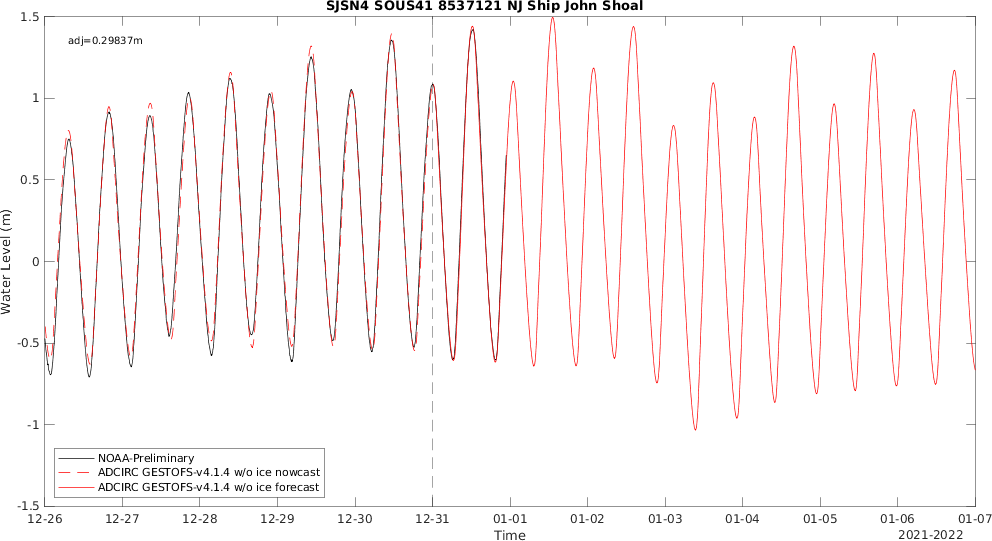 SJSN4 SOUS41 8537121 NJ Ship John Shoal
adj=0.29837m
1.5
1
0.5
0
-0.5
-1
-1.5
Water Level (m)
NOAA-Preliminary
ADCIRC GESTOFS-v4.1.4 w/o ice nowcast
ADCIRC GESTOFS-v4.1.4 w/o ice forecast
12-26 12-27 12-28 12-29 12-30 12-31 01-01 01-02 01-03 01-04 01-05 01-06 01-07
Time
2021-2022